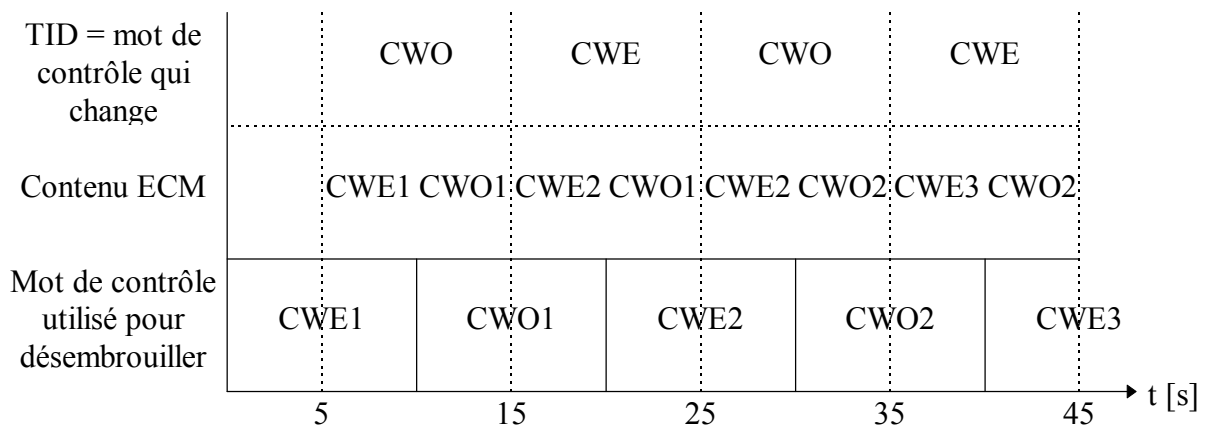 TID = mot de
contrôle qui
change
CWO CWE CWO CWE
Contenu ECM
CWE1 CWO1 CWE2 CWO1 CWE2 CWO2 CWE3 CWO2
Mot de contrôle
utilisé pour
désembrouiller
CWE1 CWO1 CWE2 CWO2 CWE3
5 15 25 35 45 t [s]